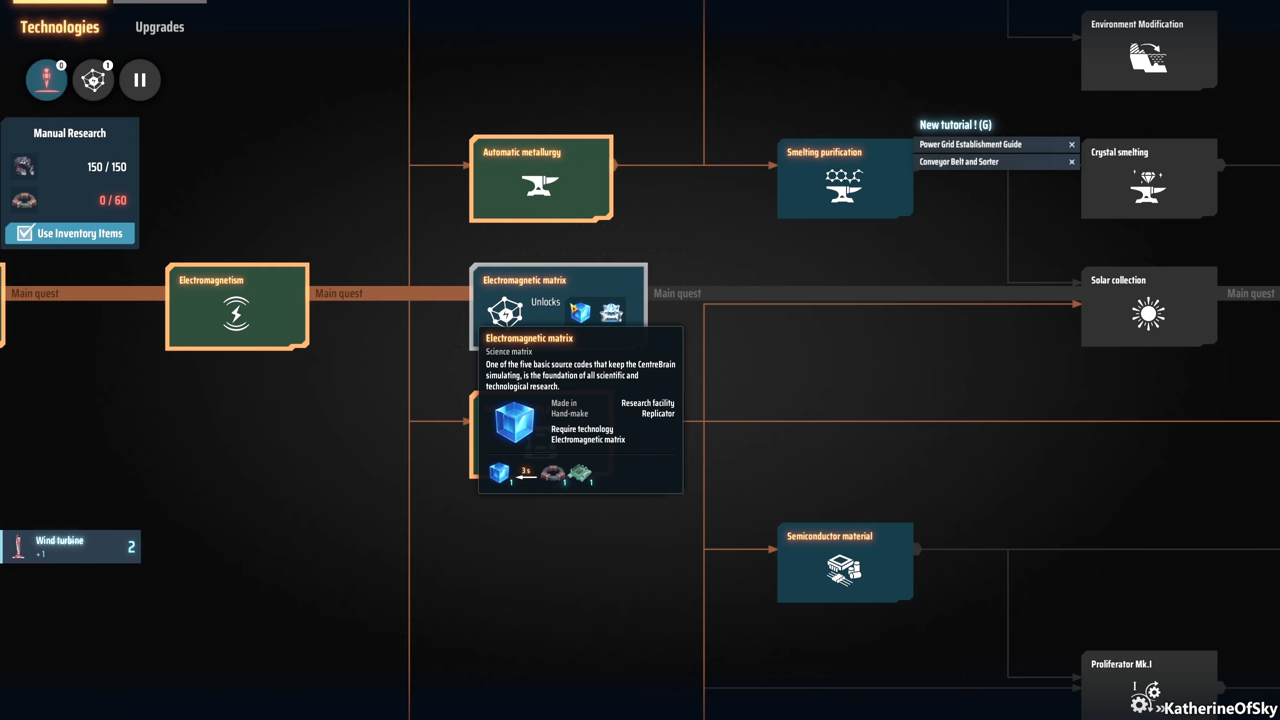 Technologies
Upgrades
0
1
Manual Research
150 / 150
0 / 60
Use Inventory Items
Environment Modification
Automatic metallurgy
Smelting purification
New tutorial ! (G)
Power Grid Establishment Guide
Conveyor Belt and Sorter
Crystal smelting
Main quest
Electromagnetism
Main quest
Electromagnetic matrix
Unlocks
Main quest
Solar collection
Main quest
Electromagnetic matrix
Science matrix
One of the five basic source codes that keep the CentreBrain
simulating, is the foundation of all scientific and
technological research.
Made in Research facility
Hand-make Replicator
Require technology
Electromagnetic matrix
1 3 s 1 1
Wind turbine
+1
2
Semiconductor material
Proliferator Mk.I
I
»KatherineOfSky